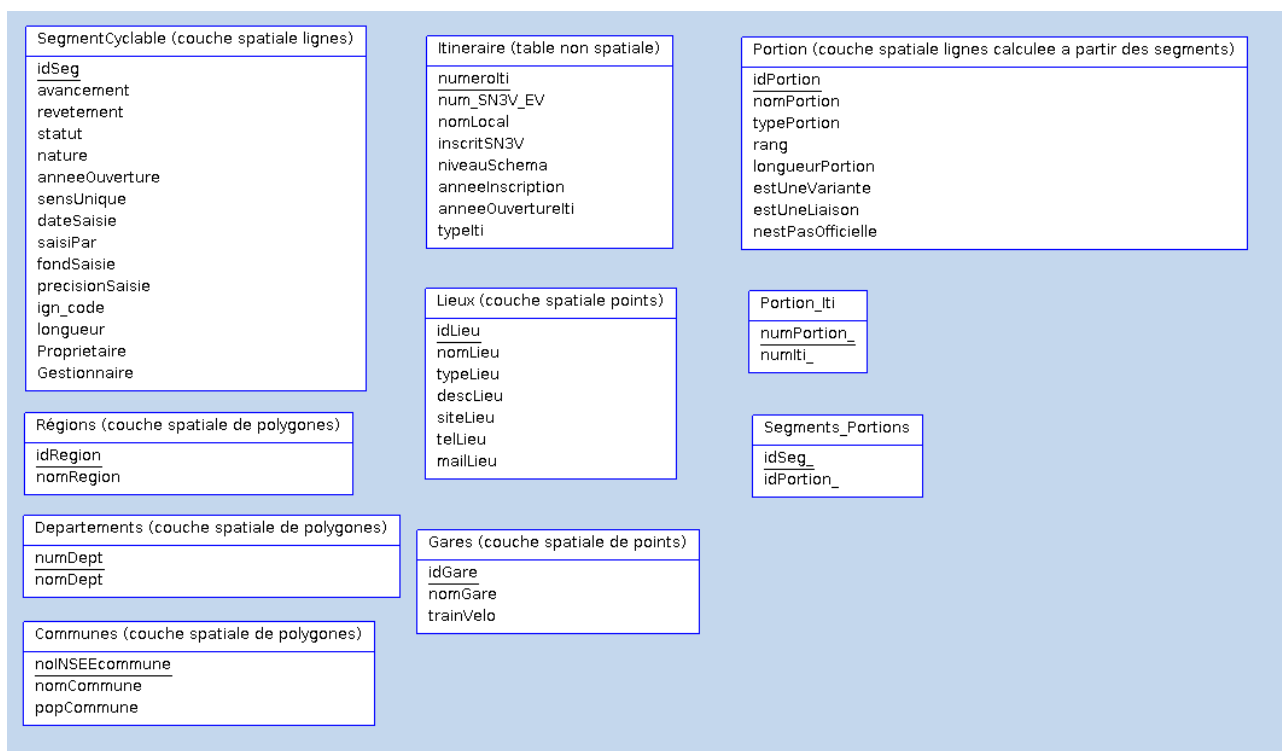 SegmentCyclable (couche spatiale lignes)
idSeg
avancement
revetement
statut
nature
anneeOuverture
sensUnique
dateSaisie
saisiPar
fondSaisie
precisionSaisie
ign_code
longueur
Proprietaire
Gestionnaire
Régions (couche spatiale de polygones)
idRegion
nomRegion
Departements (couche spatiale de polygones)
numDept
nomDept
Communes (couche spatiale de polygones)
noINSEEcommune
nomCommune
popCommune
Itineraire (table non spatiale)
numeroIti
num_SN3V_EV
nomLocal
inscritSN3V
niveauSchema
anneeInscription
anneeOuvertureIti
typeIti
Lieux (couche spatiale points)
idLieu
nomLieu
typeLieu
descLieu
siteLieu
telLieu
mailLieu
Gares (couche spatiale de points)
idGare
nomGare
trainVelo
Portion (couche spatiale lignes calculee a partir des segments)
idPortion
nomPortion
typePortion
rang
longueurPortion
estUneVariante
estUneLiaison
nestPasOfficielle
Portion_Iti
numPortion_
numIti_
Segments_Portions
idSeg_
idPortion_